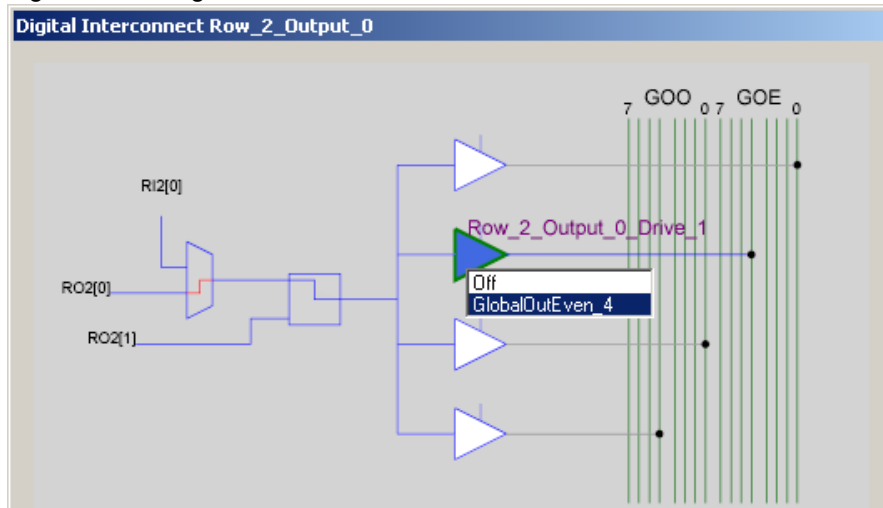 Digital Interconnect Row_2_Output_0
7 GOO 0 7 GOE 0
RI2[0]
Row_2_Output_0_Drive_1
Off
RO2[0]
GlobalOutEven_4
RO2[1]